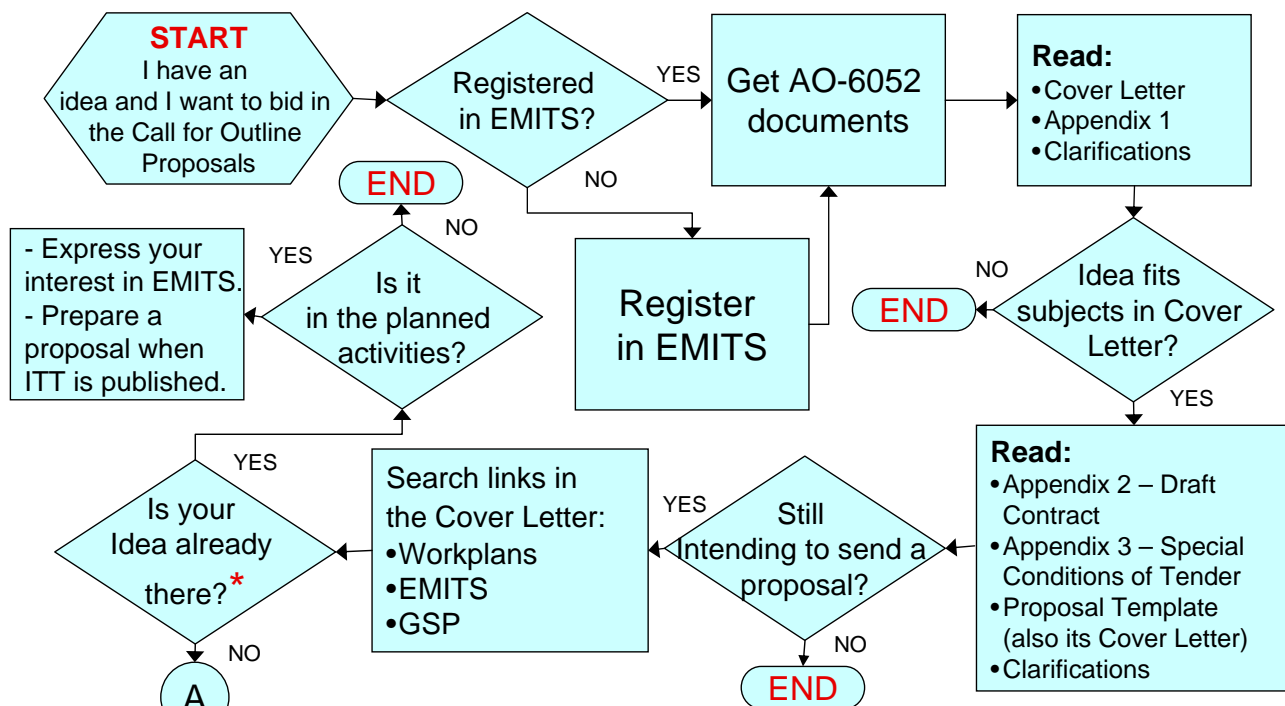 START
I have an
idea and I want to bid in
the Call for Outline
Proposals
Registered
in EMITS?
YES
NO
Get AO-6052
documents
Read:
•Cover Letter
•Appendix 1
•Clarifications
Register
in EMITS
Idea fits
subjects in Cover
Letter?
NO
END
YES
Read:
•Appendix 2 – Draft
Contract
•Appendix 3 – Special
Conditions of Tender
•Proposal Template
(also its Cover Letter)
•Clarifications
Still
Intending to send a
proposal?
NO
END
YES
Search links in
the Cover Letter:
•Workplans
•EMITS
•GSP
Is your
Idea already
there?*
NO
A
YES
Is it
in the planned
activities?
NO
END
YES
- Express your
interest in EMITS.
- Prepare a
proposal when
ITT is published.